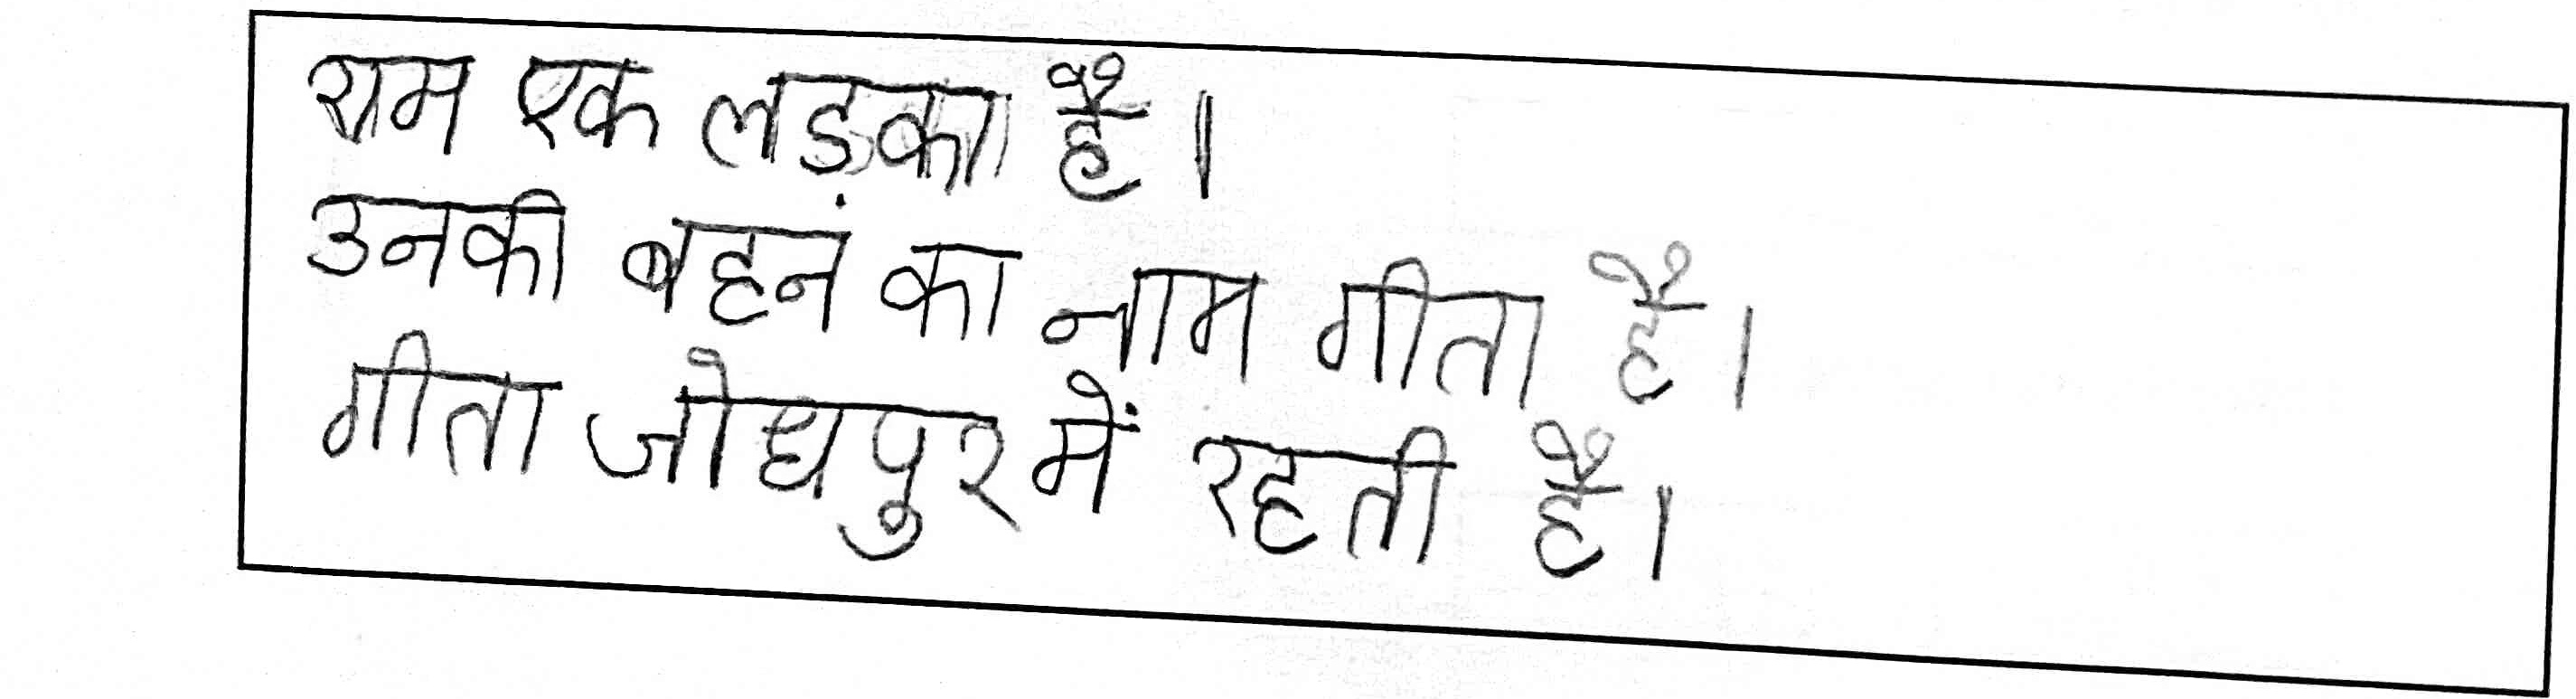 राम एक लड़का है।
उनकी बहनं का नाम गीता है।
गीता जोधपुर में रहती है।